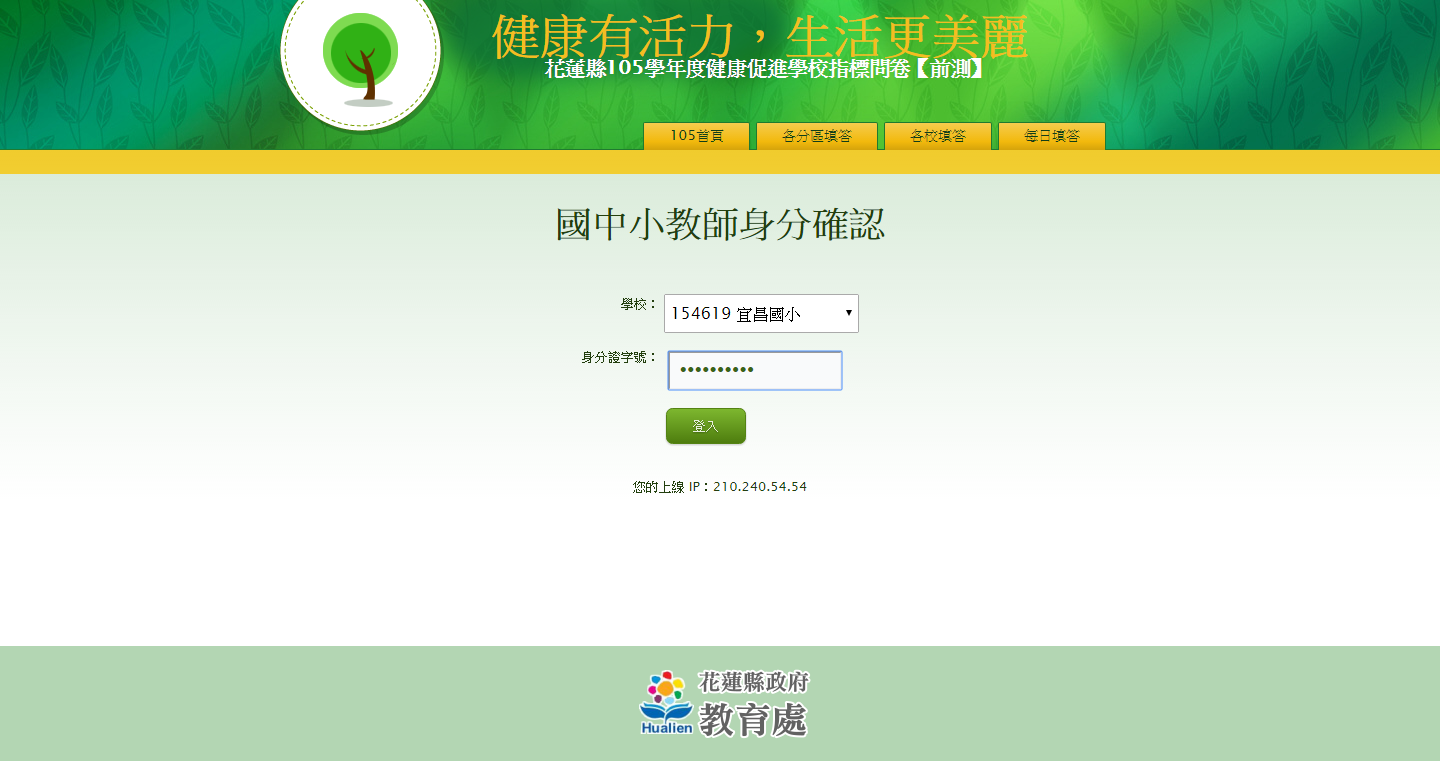 健康有活力，生活更美麗
花蓮縣105學年度健康促進學校指標問卷【前測】
105首頁 各分區填答 各校填答 每日填答
國中小教師身分確認
學校： 154619 宜昌國小
身分證字號： ••••••••••
登入
您的上線 IP：210.240.54.54
花蓮縣政府
教育處
Hualien